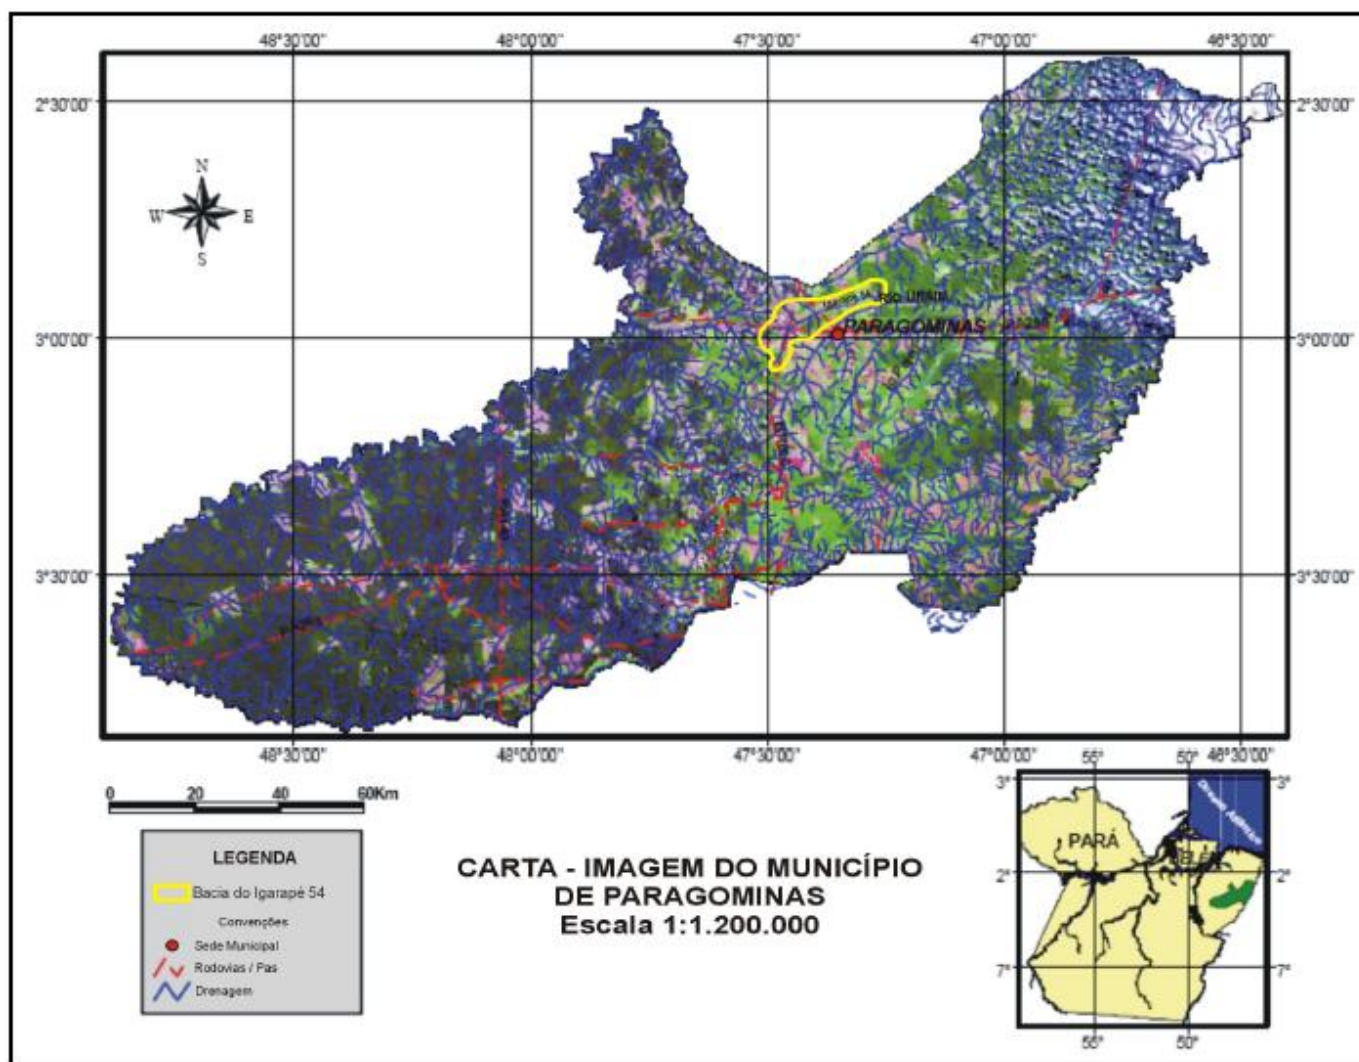 48°30'00" 48°00'00" 47°30'00" 47°00'00" 46°30'00"
2°30'00" 2°30'00"
N
W E
S
RIO URAIM
PARAGOMINAS
3°00'00" 3°00'00"
3°30'00" 3°30'00"
48°30'00" 48°00'00" 47°30'00" 47°00'00" 46°30'00"
0 20 40 60Km
LEGENDA
Bacia do Igarapé 54
Convenções
Sede Municipal
Rodovias / Pas
Drenagem
CARTA - IMAGEM DO MUNICÍPIO
DE PARAGOMINAS
Escala 1:1.200.000
55° 50°
3° 3°
Oceano Atlântico
PARÁ
2° 2°
7° 7°
55° 50°